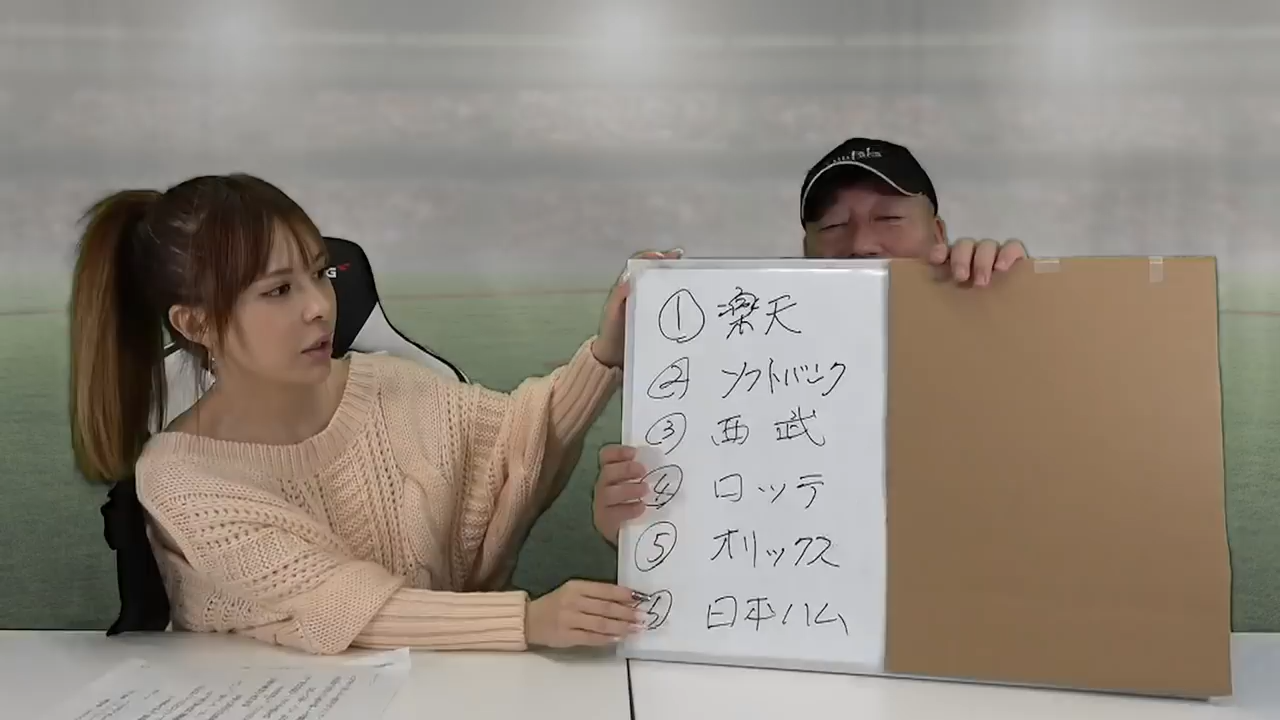 ① 楽天
② ソフトバンク
③ 西武
④ ロッテ
⑤ オリックス
⑥ 日本ハム